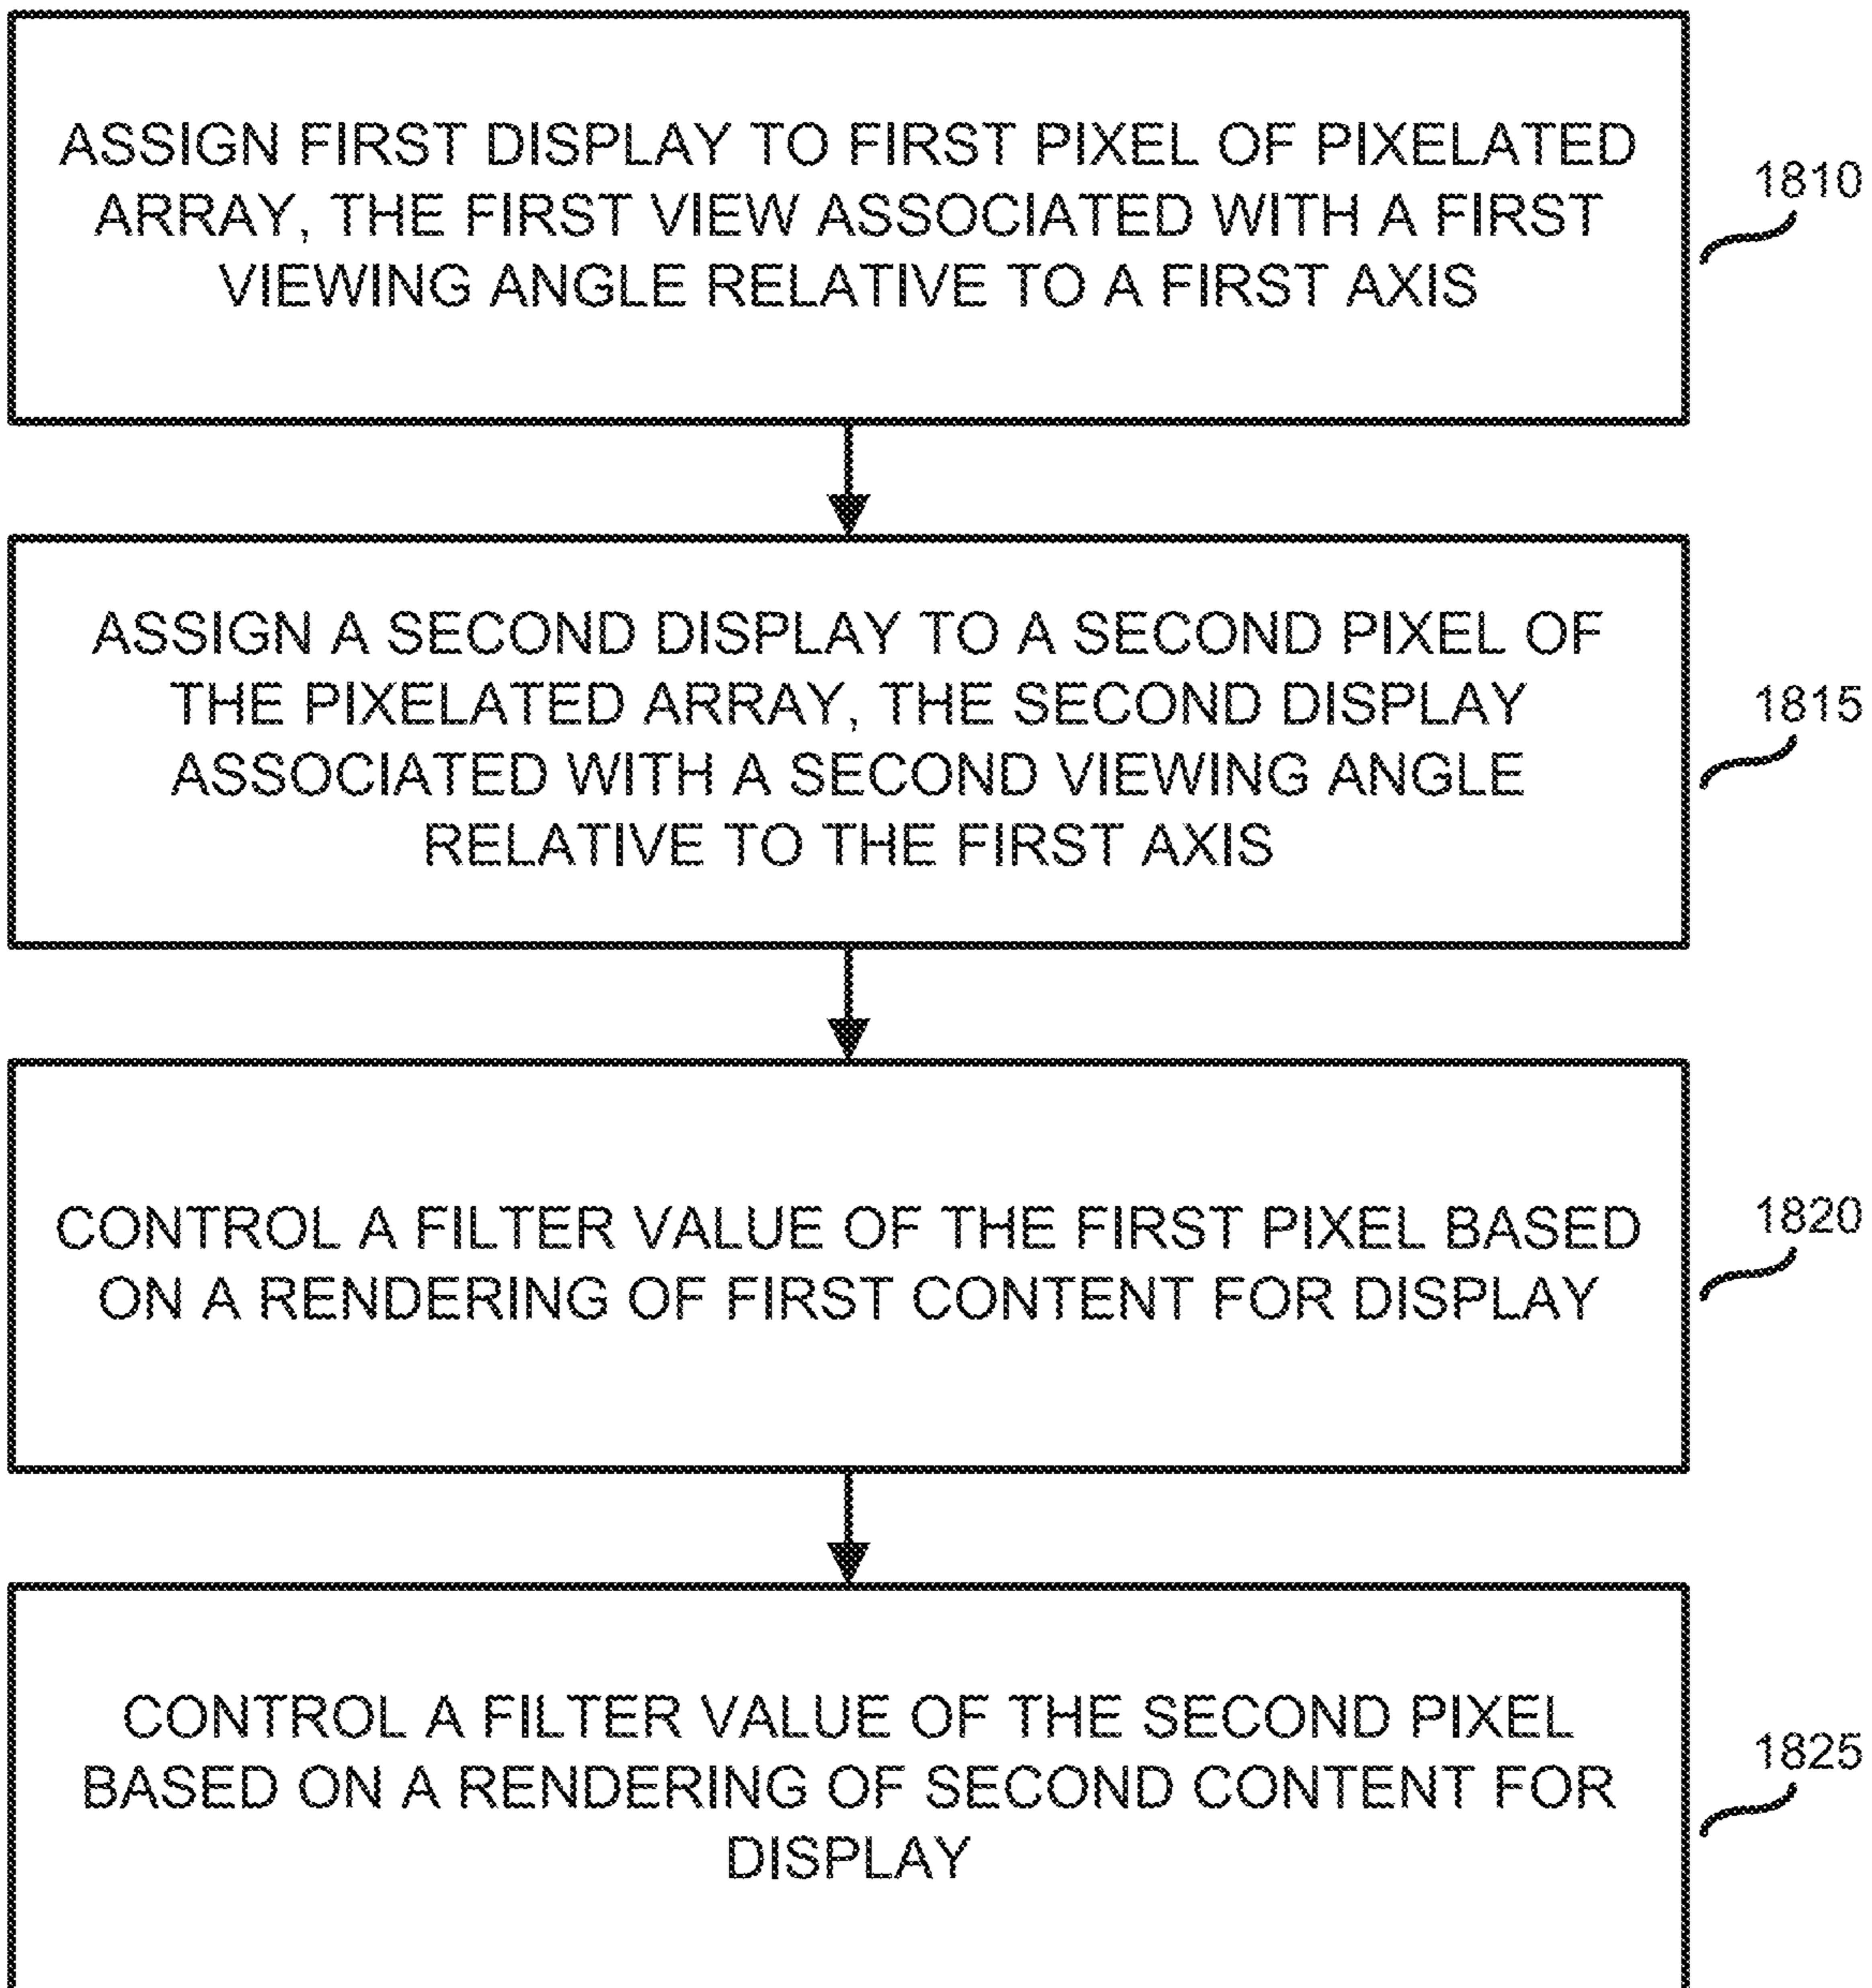 ASSIGN FIRST DISPLAY TO FIRST PIXEL OF PIXELATED
ARRAY, THE FIRST VIEW ASSOCIATED WITH A FIRST
VIEWING ANGLE RELATIVE TO A FIRST AXIS
1810
ASSIGN A SECOND DISPLAY TO A SECOND PIXEL OF
THE PIXELATED ARRAY, THE SECOND DISPLAY
ASSOCIATED WITH A SECOND VIEWING ANGLE
RELATIVE TO THE FIRST AXIS
1815
CONTROL A FILTER VALUE OF THE FIRST PIXEL BASED
ON A RENDERING OF FIRST CONTENT FOR DISPLAY
1820
CONTROL A FILTER VALUE OF THE SECOND PIXEL
BASED ON A RENDERING OF SECOND CONTENT FOR
DISPLAY
1825